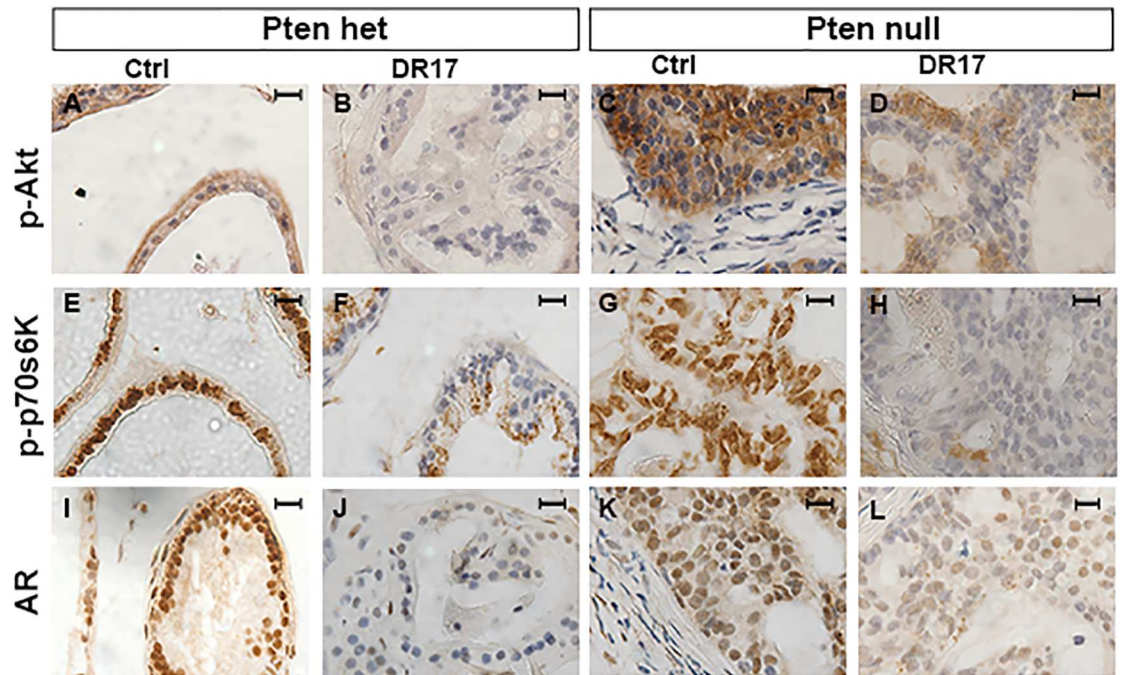 Pten het Pten null
Ctrl DR17 Ctrl DR17
p-Akt
A B C D
p-p70s6K
E F G H
AR
I J K L